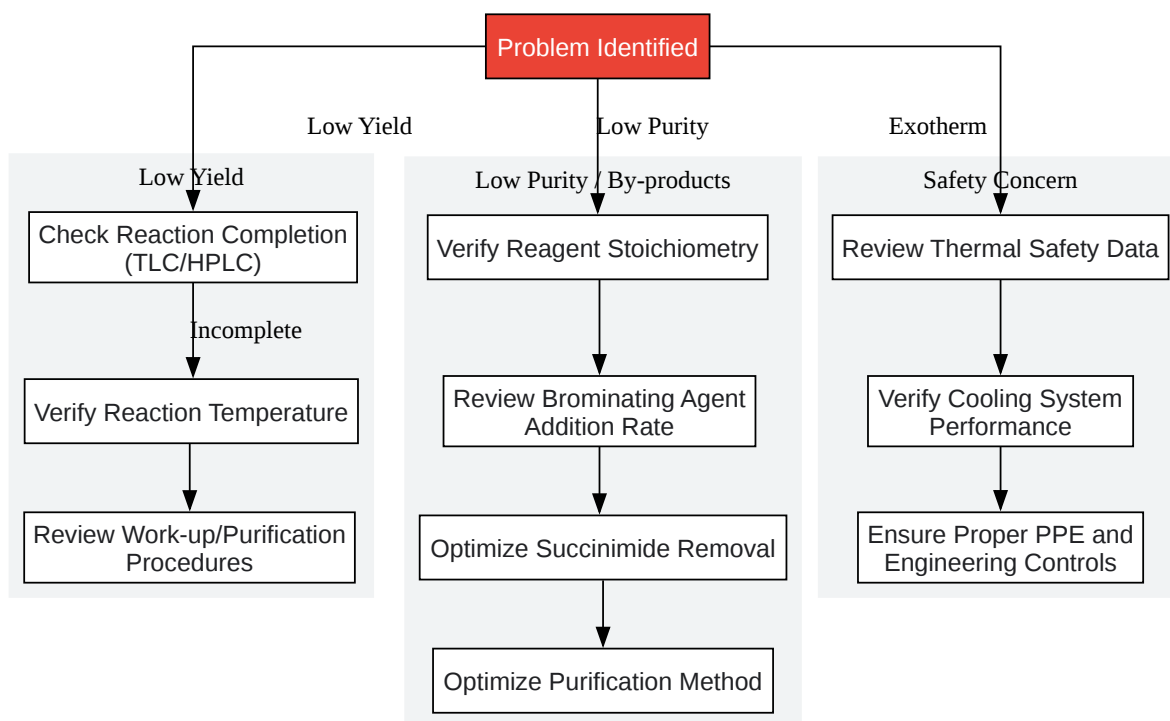 Problem Identified
Low Yield
Low Purity
Exotherm
Low Yield
Check Reaction Completion
(TLC/HPLC)
Incomplete
Verify Reaction Temperature
Review Work-up/Purification
Procedures
Low Purity / By-products
Verify Reagent Stoichiometry
Review Brominating Agent
Addition Rate
Optimize Succinimide Removal
Optimize Purification Method
Safety Concern
Review Thermal Safety Data
Verify Cooling System
Performance
Ensure Proper PPE and
Engineering Controls